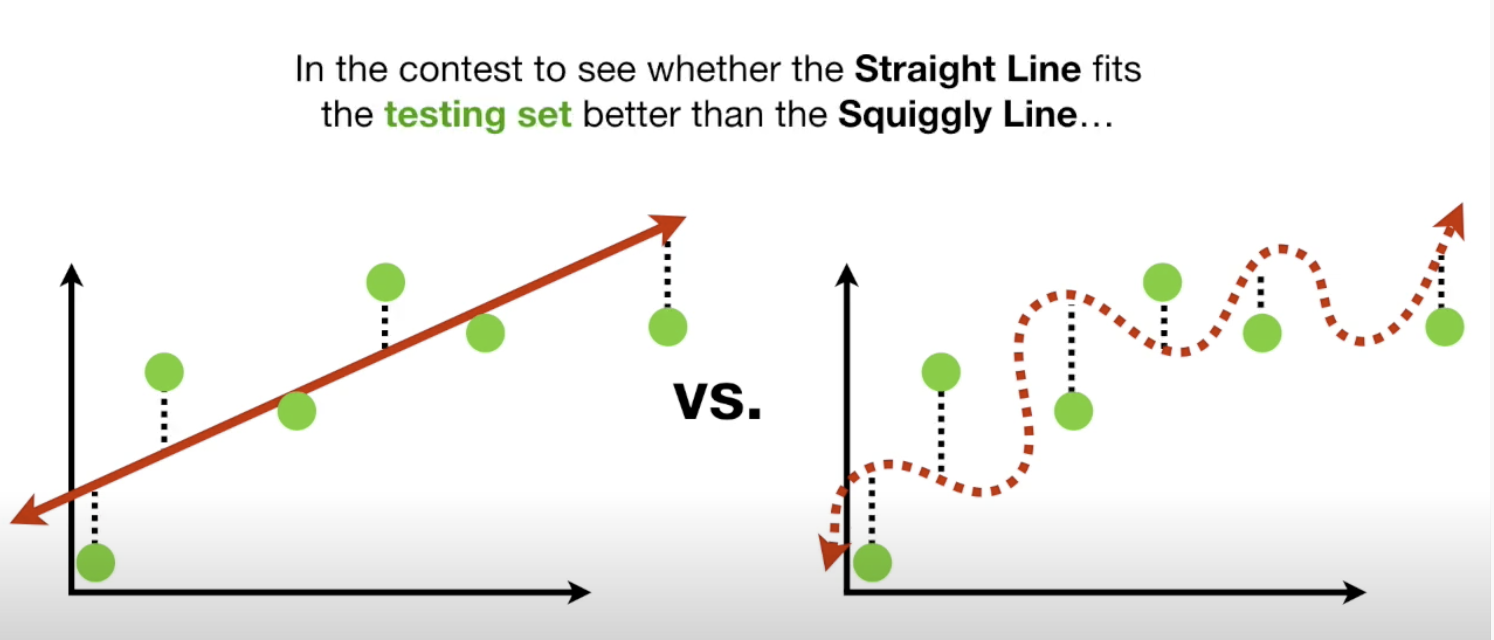 In the contest to see whether the Straight Line fits
the testing set better than the Squiggly Line…
vs.